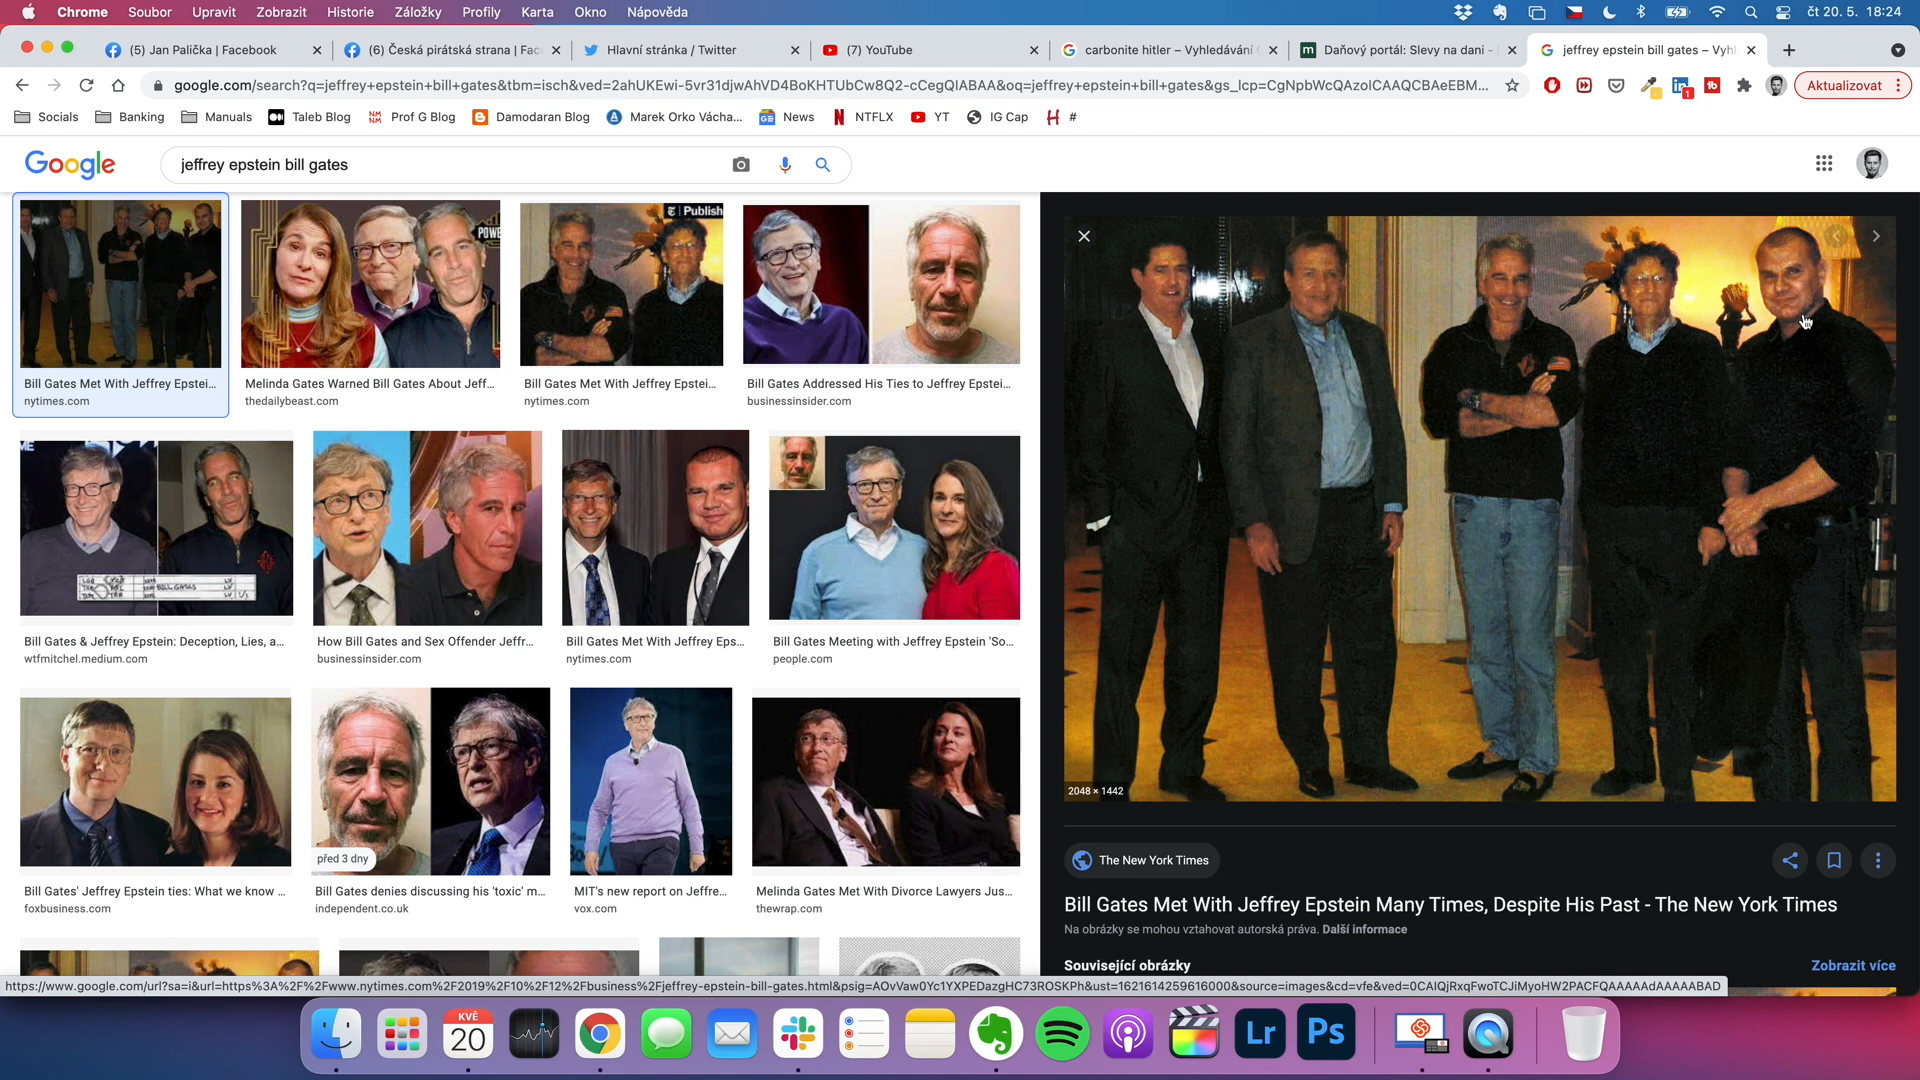 Chrome Soubor Upravit Zobrazit Historie Záložky Profily Karta Okno Nápověda
čt 20. 5. 18:24
(5) Jan Palička | Facebook
(6) Česká pirátská strana | Face
Hlavní stránka / Twitter
(7) YouTube
carbonite hitler – Vyhledávání
Daňový portál: Slevy na dani -
jeffrey epstein bill gates – Vyh
google.com/search?q=jeffrey+epstein+bill+gates&tbm=isch&ved=2ahUKEwi-5vr31djwAhVD4BoKHTUbCw8Q2-cCegQIABAA&oq=jeffrey+epstein+bill+gates&gs_lcp=CgNpbWcQAzoICAAQCBAeEBM...
Aktualizovat
Socials Banking Manuals Taleb Blog Prof G Blog Damodaran Blog Marek Orko Vácha... News NTFLX YT IG Cap #
Google
jeffrey epstein bill gates
POWE
Publish
Bill Gates Met With Jeffrey Epstei...
nytimes.com
Melinda Gates Warned Bill Gates About Jeff...
thedailybeast.com
Bill Gates Met With Jeffrey Epstei...
nytimes.com
Bill Gates Addressed His Ties to Jeffrey Epstei...
businessinsider.com
BILL GATES
Bill Gates & Jeffrey Epstein: Deception, Lies, a...
wtfmitchel.medium.com
How Bill Gates and Sex Offender Jeffr...
businessinsider.com
Bill Gates Met With Jeffrey Eps...
nytimes.com
Bill Gates Meeting with Jeffrey Epstein 'So...
people.com
před 3 dny
Bill Gates' Jeffrey Epstein ties: What we know ...
foxbusiness.com
Bill Gates denies discussing his 'toxic' m...
independent.co.uk
MIT's new report on Jeffre...
vox.com
Melinda Gates Met With Divorce Lawyers Jus...
thewrap.com
2048 × 1442
The New York Times
Bill Gates Met With Jeffrey Epstein Many Times, Despite His Past - The New York Times
Na obrázky se mohou vztahovat autorská práva. Další informace
Související obrázky
Zobrazit více
https://www.google.com/url?sa=i&url=https%3A%2F%2Fwww.nytimes.com%2F2019%2F10%2F12%2Fbusiness%2Fjeffrey-epstein-bill-gates.html&psig=AOvVaw0Yc1YXPEDazgHC73ROSKPh&ust=1621614259616000&source=images&cd=vfe&ved=0CAIQjRxqFwoTCJiMyoHW2PACFQAAAAAdAAAAABAD
KVĚ
20
Lr
Ps